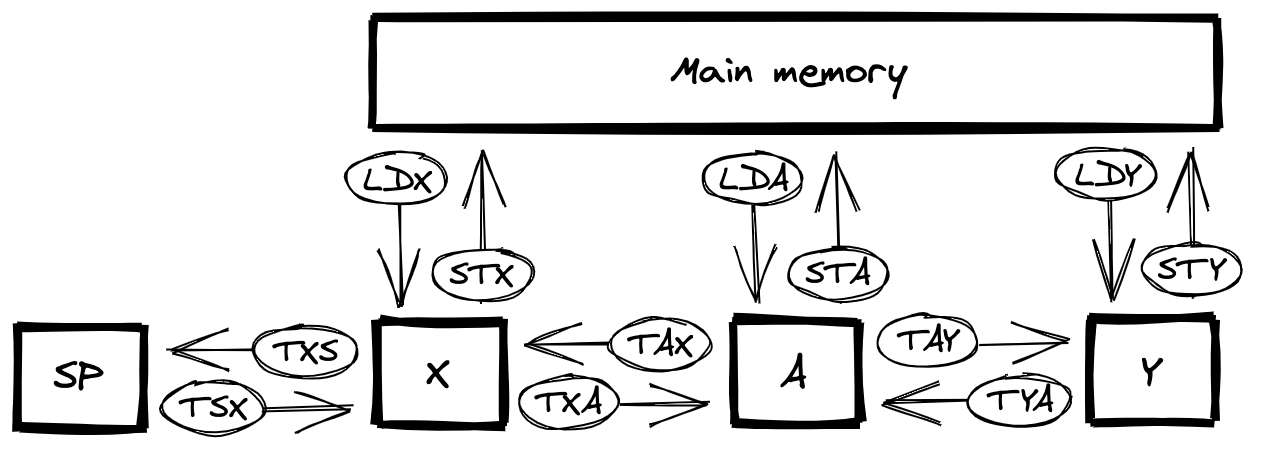 Main memory
LDX
LDA
LDY
STX
STA
STY
TXS
TAX
TAY
SP
X
A
Y
TSX
TXA
TYA